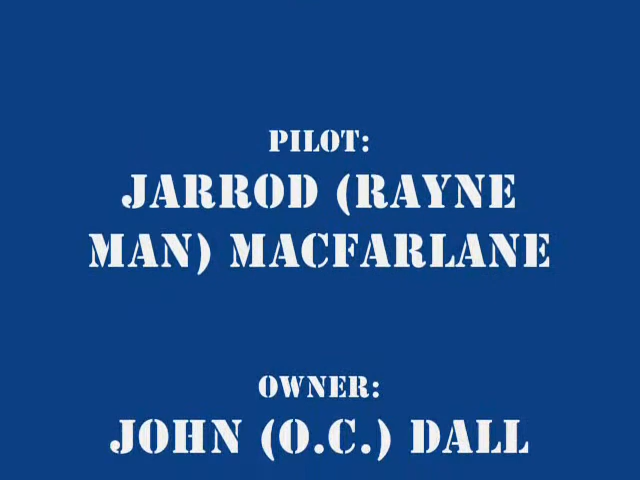 PILOT:
JARROD (RAYNE
MAN) MACFARLANE
OWNER:
JOHN (O.C.) DALL